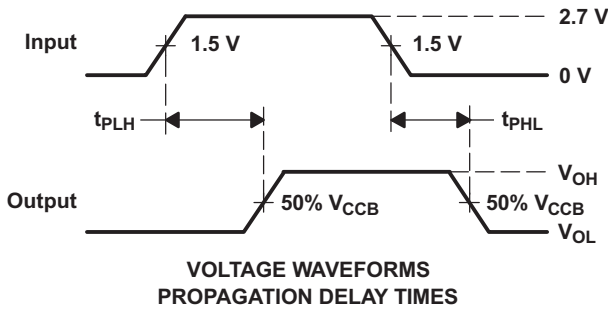 2.7 V
Input
1.5 V
1.5 V
0 V
tPLH
tPHL
VOH
Output
50% VCCB
50% VCCB
VOL
VOLTAGE WAVEFORMS
PROPAGATION DELAY TIMES